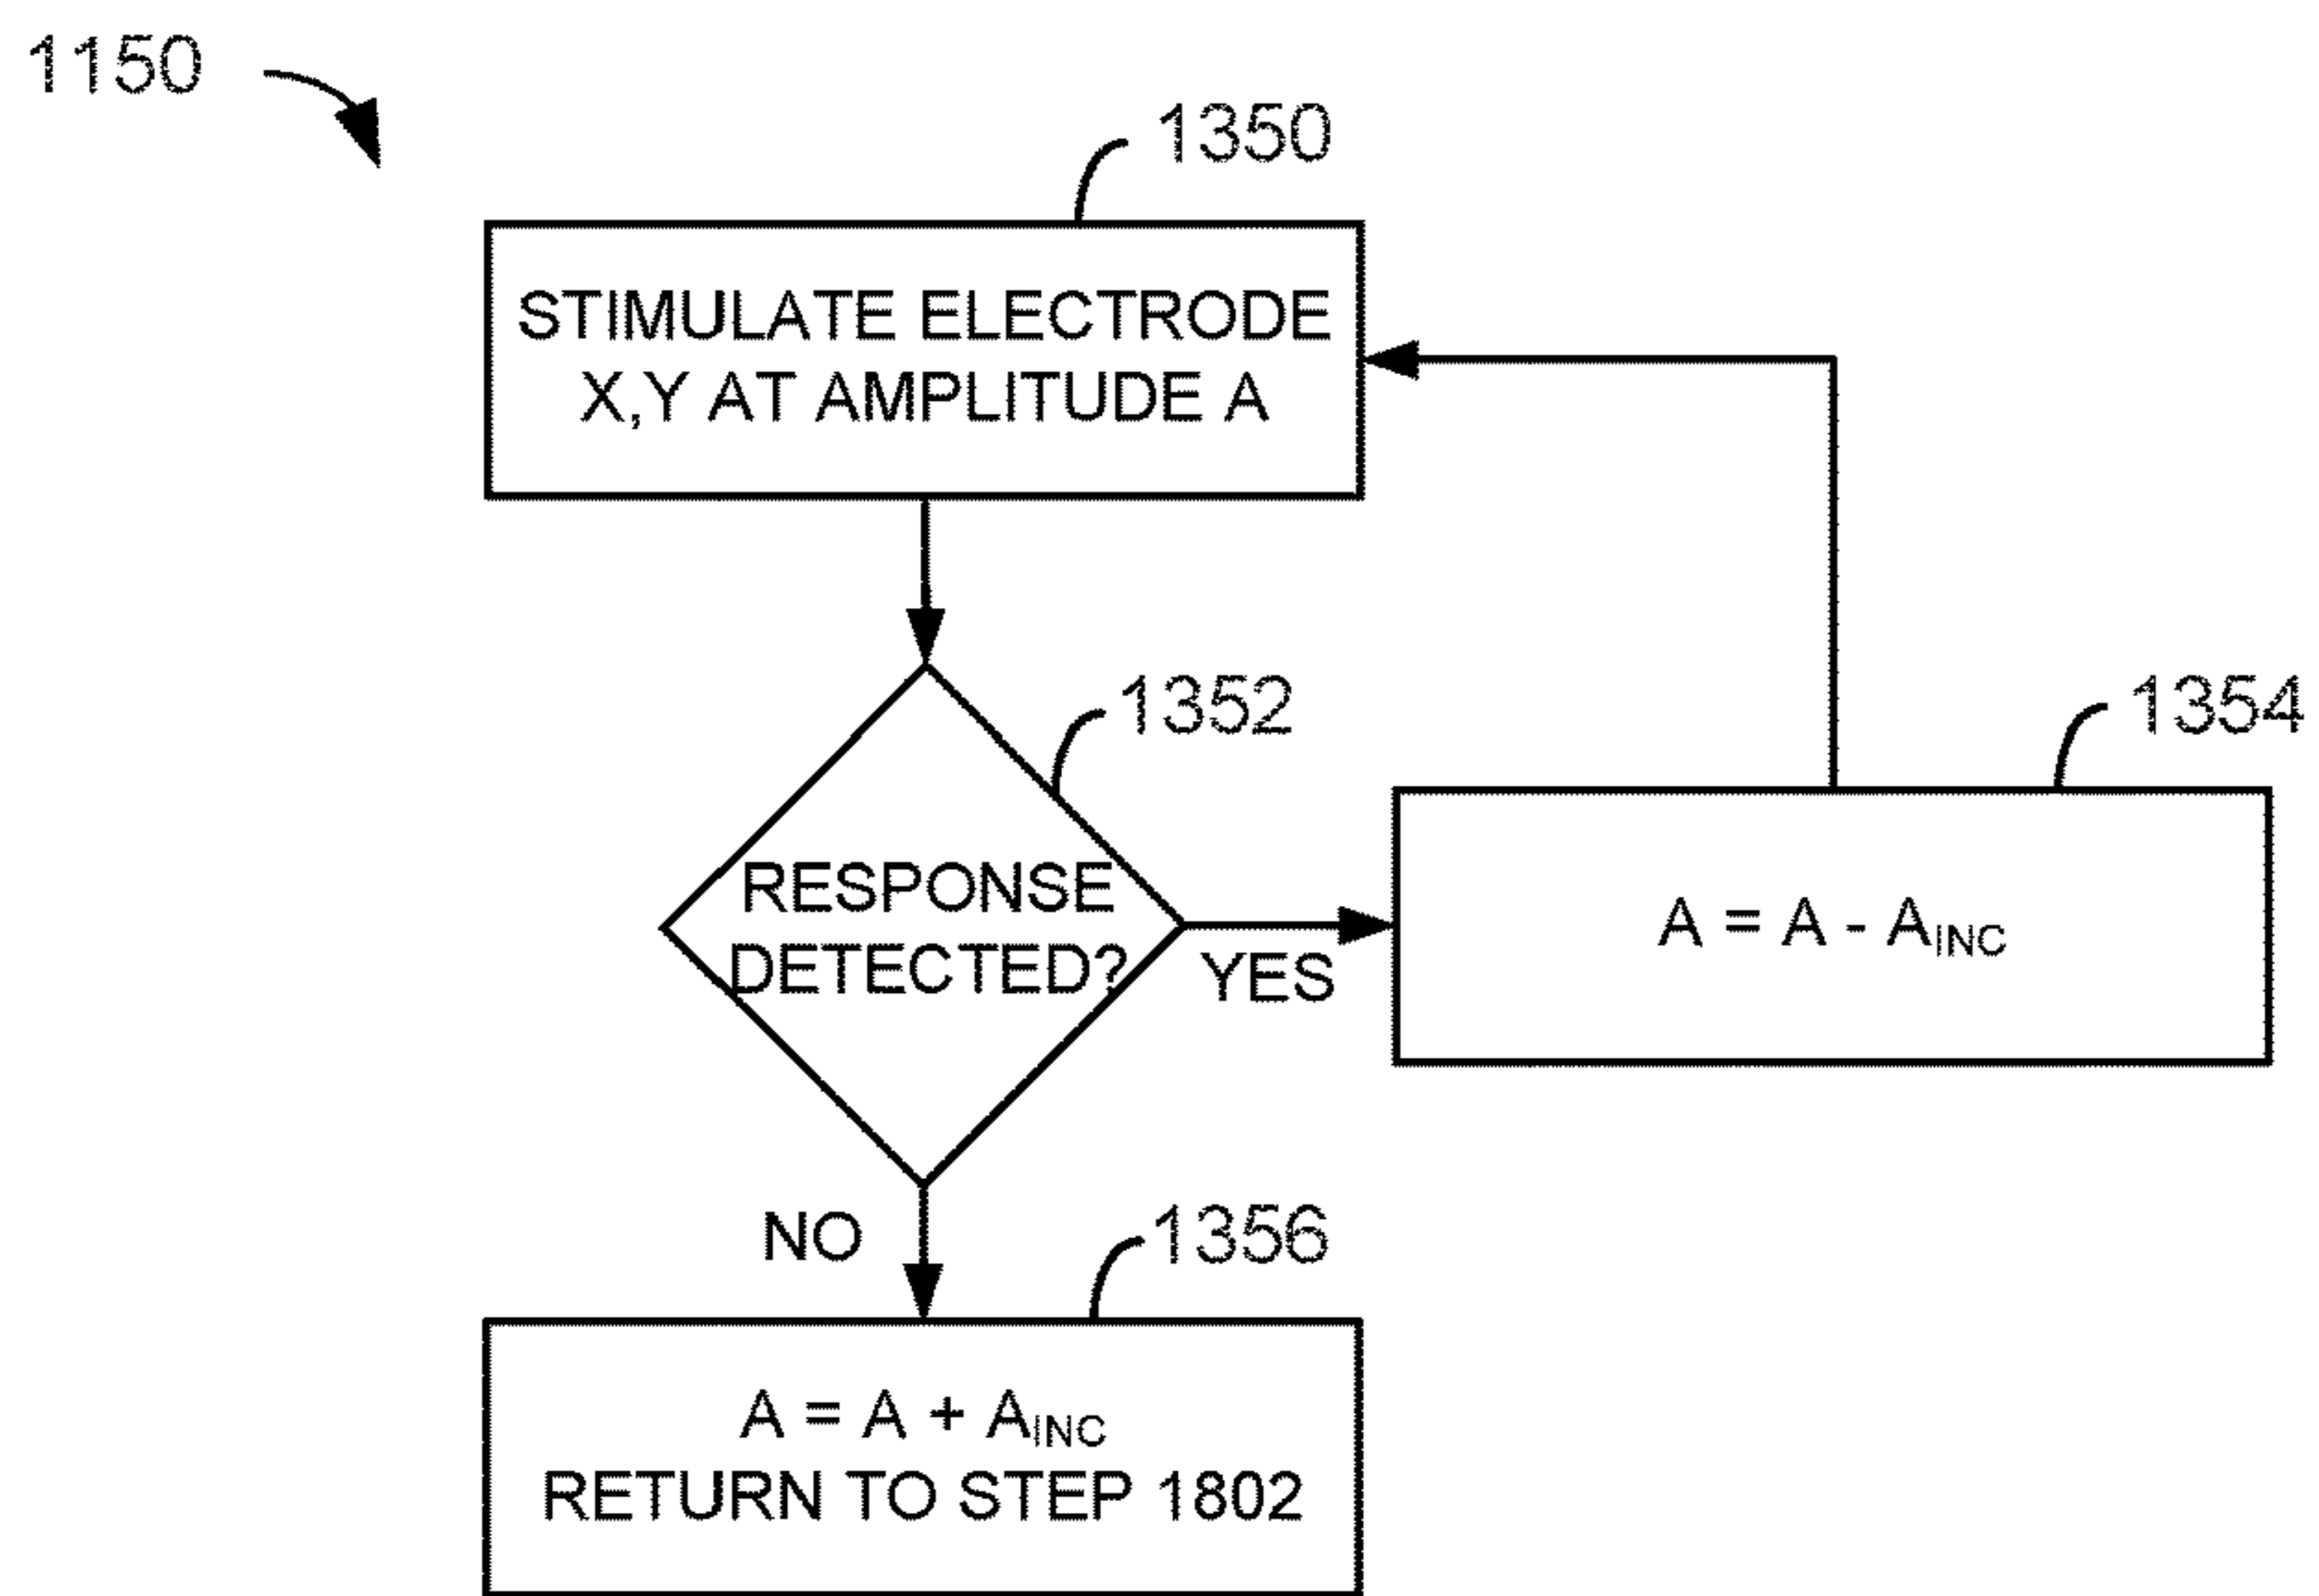 1150
1350
STIMULATE ELECTRODE
X,Y AT AMPLITUDE A
1352
1354
RESPONSE
DETECTED?
YES
A = A - AINC
NO
1356
A = A + AINC
RETURN TO STEP 1802